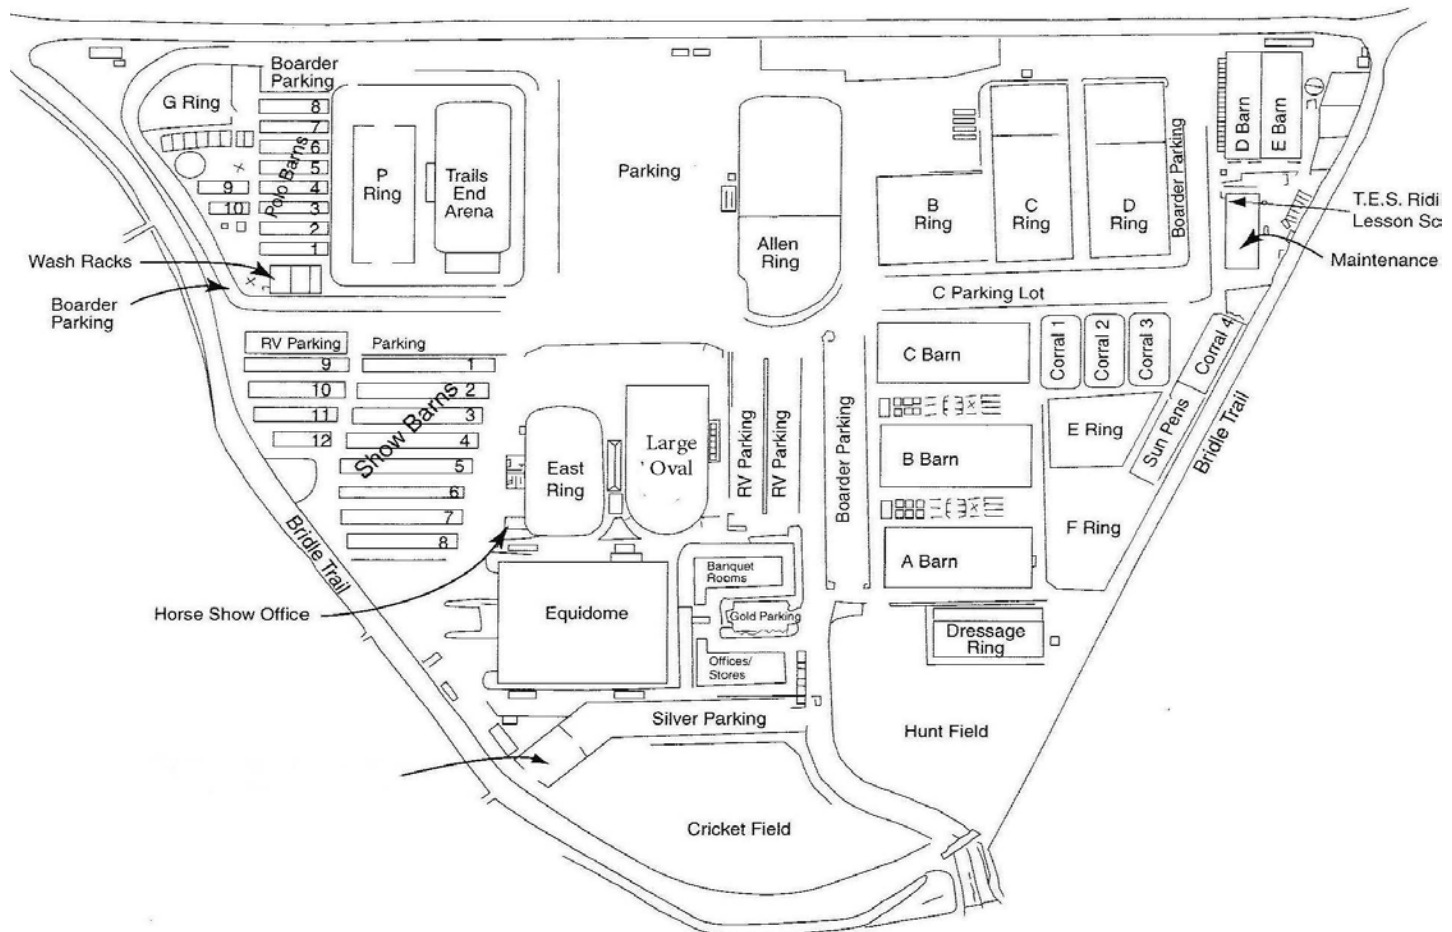 Boarder
Parking
G Ring
8
7
6
5
4
3
2
1
9
10
Polo Barns
P
Ring
Trails
End
Arena
Parking
Allen
Ring
B
Ring
C
Ring
D
Ring
Boarder Parking
D Barn
E Barn
T.E.S. Ridi
Lesson Sc
Maintenance
Wash Racks
Boarder
Parking
C Parking Lot
RV Parking
Parking
9
10
11
12
1
2
3
4
5
6
7
8
Show Barns
East
Ring
Large
Oval
RV Parking
RV Parking
Boarder Parking
C Barn
B Barn
A Barn
Corral 1
Corral 2
Corral 3
Corral 4
E Ring
Sun Pens
Bridle Trail
F Ring
Bridle Trail
Horse Show Office
Equidome
Banquet
Rooms
Gold Parking
Offices/
Stores
Dressage
Ring
Silver Parking
Hunt Field
Cricket Field